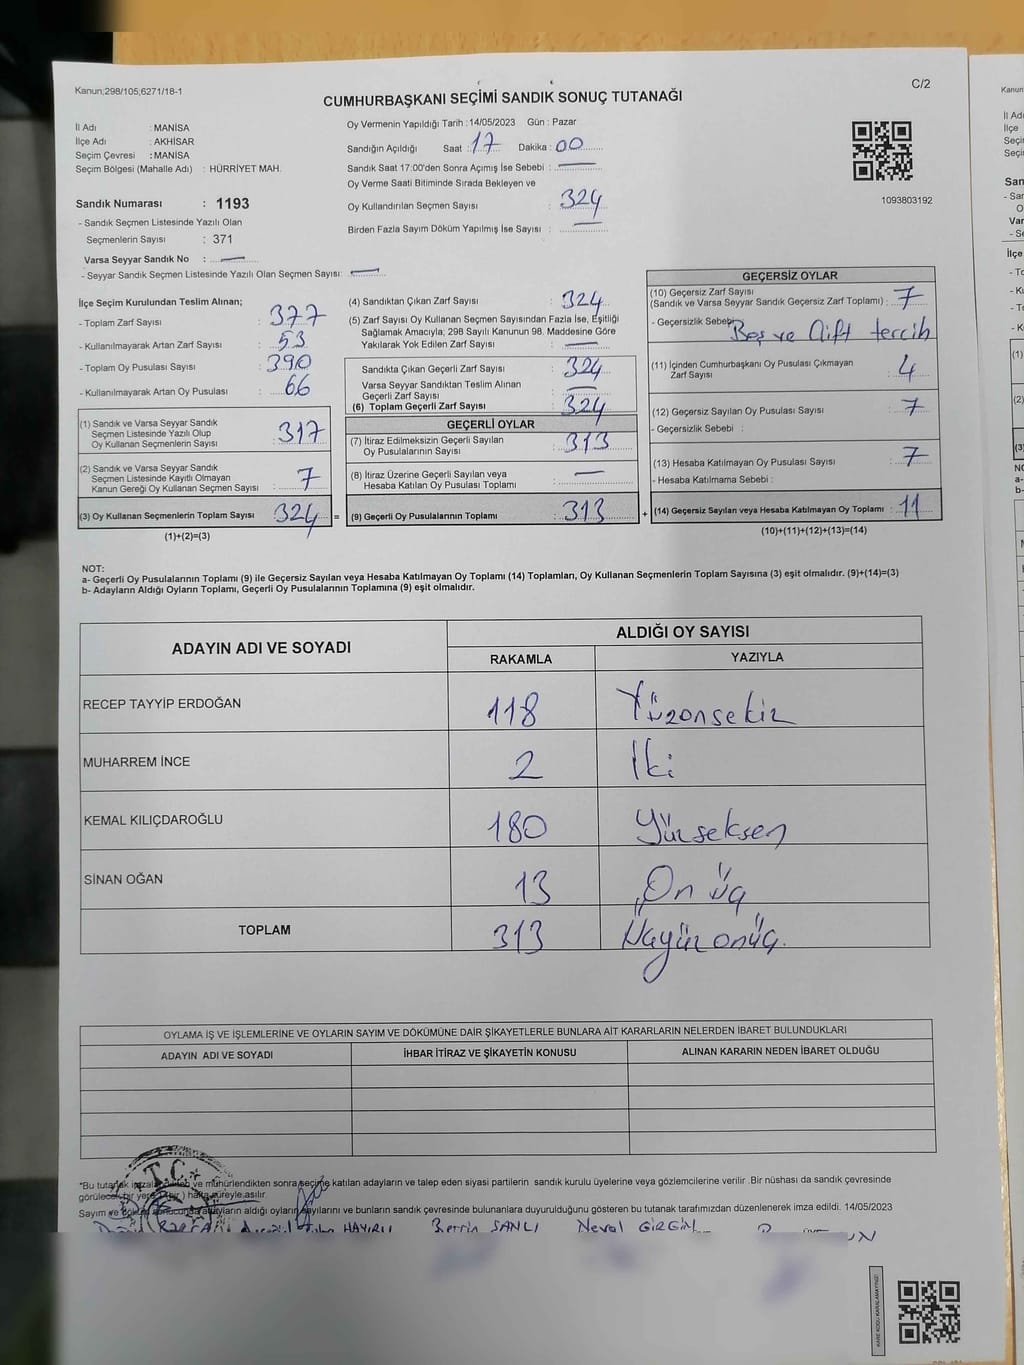 Kanun;298/105;6271/18-1
C/2
CUMHURBAŞKANI SEÇİMİ SANDIK SONUÇ TUTANAĞI
İl Adı : MANİSA
İlçe Adı : AKHİSAR
Seçim Çevresi : MANİSA
Seçim Bölgesi (Mahalle Adı) : HÜRRİYET MAH.
Sandık Numarası : 1193
- Sandık Seçmen Listesinde Yazılı Olan
Seçmenlerin Sayısı : 371
Varsa Seyyar Sandık No : —
- Seyyar Sandık Seçmen Listesinde Yazılı Olan Seçmen Sayısı: —
Oy Vermenin Yapıldığı Tarih :14/05/2023 Gün : Pazar
Sandığın Açıldığı Saat : 17 Dakika : 00
Sandık Saat 17:00'den Sonra Açımış İse Sebebi : —
Oy Verme Saati Bitiminde Sırada Bekleyen ve
Oy Kullandırılan Seçmen Sayısı : 324
Birden Fazla Sayım Döküm Yapılmış İse Sayısı : —
1093803192
İlçe Seçim Kurulundan Teslim Alınan;
- Toplam Zarf Sayısı : 377
- Kullanılmayarak Artan Zarf Sayısı : 53
- Toplam Oy Pusulası Sayısı : 390
- Kullanılmayarak Artan Oy Pusulası : 66
(1) Sandık ve Varsa Seyyar Sandık
Seçmen Listesinde Yazılı Olup
Oy Kullanan Seçmenlerin Sayısı : 317
(2) Sandık ve Varsa Seyyar Sandık
Seçmen Listesinde Kayıtlı Olmayan
Kanun Gereği Oy Kullanan Seçmen Sayısı : 7
(3) Oy Kullanan Seçmenlerin Toplam Sayısı : 324 =
(1)+(2)=(3)
(4) Sandıktan Çıkan Zarf Sayısı : 324
(5) Zarf Sayısı Oy Kullanan Seçmen Sayısından Fazla İse, Eşitliği
Sağlamak Amacıyla; 298 Sayılı Kanunun 98. Maddesine Göre
Yakılarak Yok Edilen Zarf Sayısı : —
Sandıkta Çıkan Geçerli Zarf Sayısı : 324
Varsa Seyyar Sandıktan Teslim Alınan
Geçerli Zarf Sayısı : —
(6) Toplam Geçerli Zarf Sayısı : 324
GEÇERLİ OYLAR
(7) İtiraz Edilmeksizin Geçerli Sayılan
Oy Pusulalarının Sayısı : 313
(8) İtiraz Üzerine Geçerli Sayılan veya
Hesaba Katılan Oy Pusulası Toplamı : —
(9) Geçerli Oy Pusulalarının Toplamı : 313 +
GEÇERSİZ OYLAR
(10) Geçersiz Zarf Sayısı
(Sandık ve Varsa Seyyar Sandık Geçersiz Zarf Toplamı) : 7
- Geçersizlik Sebebi Boş ve Çift tercih
(11) İçinden Cumhurbaşkanı Oy Pusulası Çıkmayan
Zarf Sayısı : 4
(12) Geçersiz Sayılan Oy Pusulası Sayısı : 7
- Geçersizlik Sebebi :
(13) Hesaba Katılmayan Oy Pusulası Sayısı : 7
- Hesaba Katılmama Sebebi :
(14) Geçersiz Sayılan veya Hesaba Katılmayan Oy Toplamı : 11
(10)+(11)+(12)+(13)=(14)
NOT:
a- Geçerli Oy Pusulalarının Toplamı (9) ile Geçersiz Sayılan veya Hesaba Katılmayan Oy Toplamı (14) Toplamları, Oy Kullanan Seçmenlerin Toplam Sayısına (3) eşit olmalıdır. (9)+(14)=(3)
b- Adayların Aldığı Oyların Toplamı, Geçerli Oy Pusulalarının Toplamına (9) eşit olmalıdır.
ADAYIN ADI VE SOYADI ALDIĞI OY SAYISI
RAKAMLA YAZIYLA
RECEP TAYYİP ERDOĞAN 118 Yüzonsekiz
MUHARREM İNCE 2 İki
KEMAL KILIÇDAROĞLU 180 Yüzseksen
SİNAN OĞAN 13 On üç
TOPLAM 313 Üçyüz onüç.
OYLAMA İŞ VE İŞLEMLERİNE VE OYLARIN SAYIM VE DÖKÜMÜNE DAİR ŞİKAYETLERLE BUNLARA AİT KARARLARIN NELERDEN İBARET BULUNDUKLARI
ADAYIN ADI VE SOYADI İHBAR İTİRAZ VE ŞİKAYETİN KONUSU ALINAN KARARIN NEDEN İBARET OLDUĞU
T.C.
*Bu tutanak ve mühürlendikten sonra seçime katılan adayların ve talep eden siyasi partilerin sandık kurulu üyelerine veya gözlemcilerine verilir .Bir nüshası da sandık çevresinde
görülecek bir yere hafta süreyle asılır.
Sayım ve döküm sonucunda adayların aldığı oyların sayılarını ve bunların sandık çevresinde bulunanlara duyurulduğunu gösteren bu tutanak tarafımızdan düzenlenerek imza edildi. 14/05/2023
HAYIRLI Berrin SANLI Neval GİRGİN